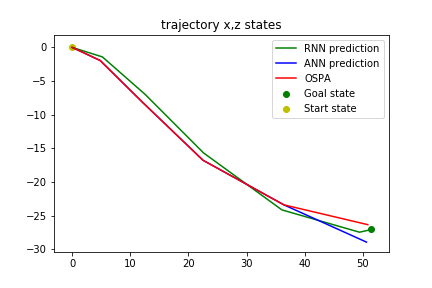 trajectory x,z states
RNN prediction
ANN prediction
OSPA
Goal state
Start state
0
−5
−10
−15
−20
−25
−30
0 10 20 30 40 50